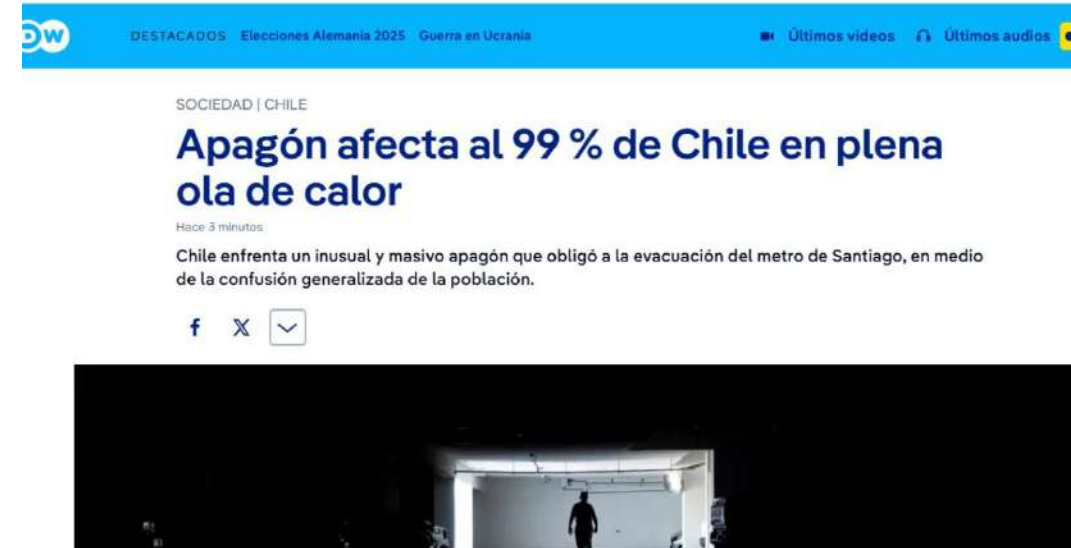 DW
DESTACADOS Elecciones Alemania 2025 Guerra en Ucrania Últimos videos Últimos audios
SOCIEDAD | CHILE
Apagón afecta al 99 % de Chile en plena
ola de calor
Hace 3 minutos
Chile enfrenta un inusual y masivo apagón que obligó a la evacuación del metro de Santiago, en medio
de la confusión generalizada de la población.